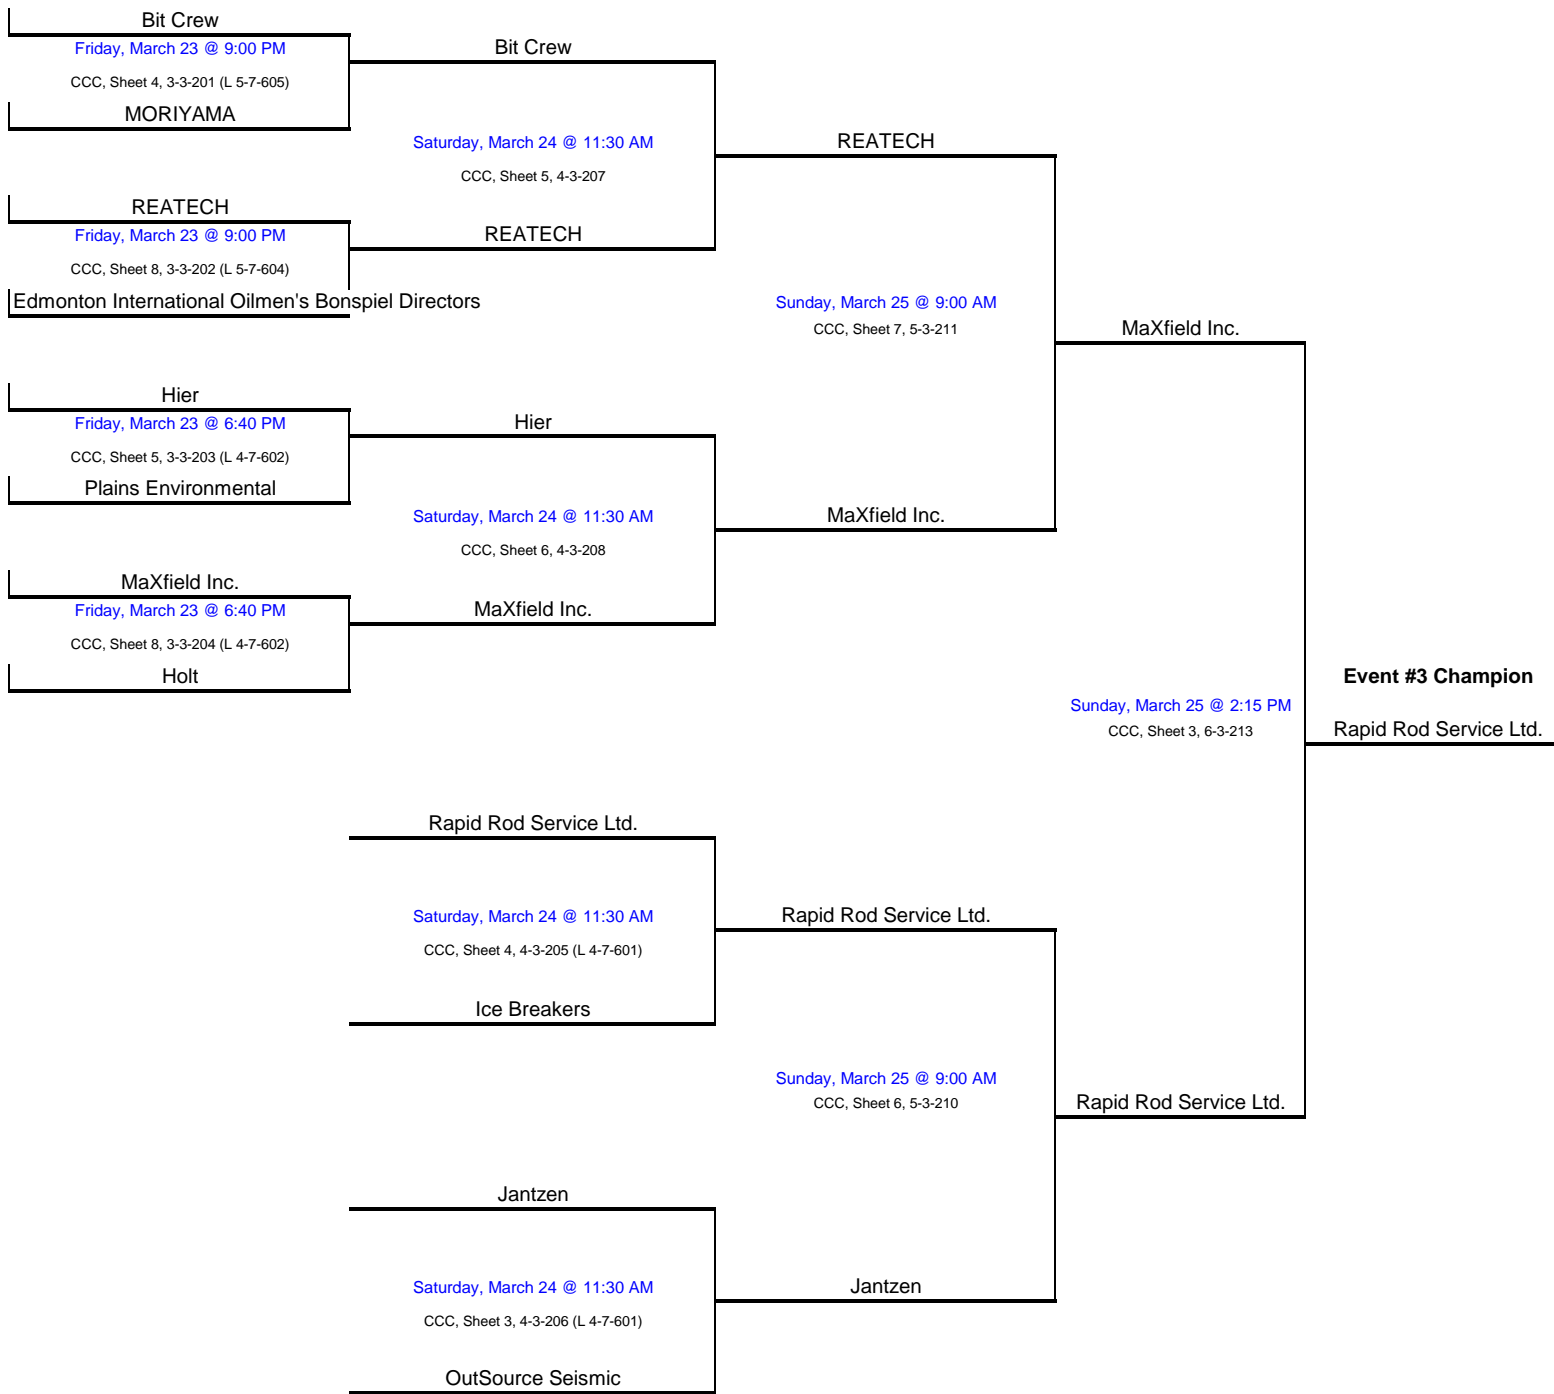 Bit Crew
Friday, March 23 @ 9:00 PM
CCC, Sheet 4, 3-3-201 (L 5-7-605)
MORIYAMA
REATECH
Friday, March 23 @ 9:00 PM
CCC, Sheet 8, 3-3-202 (L 5-7-604)
Edmonton International Oilmen's Bonspiel Directors
Hier
Friday, March 23 @ 6:40 PM
CCC, Sheet 5, 3-3-203 (L 4-7-602)
Plains Environmental
MaXfield Inc.
Friday, March 23 @ 6:40 PM
CCC, Sheet 8, 3-3-204 (L 4-7-602)
Holt
Bit Crew
Saturday, March 24 @ 11:30 AM
CCC, Sheet 5, 4-3-207
REATECH
Hier
Saturday, March 24 @ 11:30 AM
CCC, Sheet 6, 4-3-208
MaXfield Inc.
Rapid Rod Service Ltd.
Saturday, March 24 @ 11:30 AM
CCC, Sheet 4, 4-3-205 (L 4-7-601)
Ice Breakers
Jantzen
Saturday, March 24 @ 11:30 AM
CCC, Sheet 3, 4-3-206 (L 4-7-601)
OutSource Seismic
REATECH
Sunday, March 25 @ 9:00 AM
CCC, Sheet 7, 5-3-211
MaXfield Inc.
Rapid Rod Service Ltd.
Sunday, March 25 @ 9:00 AM
CCC, Sheet 6, 5-3-210
Jantzen
MaXfield Inc.
Sunday, March 25 @ 2:15 PM
CCC, Sheet 3, 6-3-213
Rapid Rod Service Ltd.
Event #3 Champion
Rapid Rod Service Ltd.